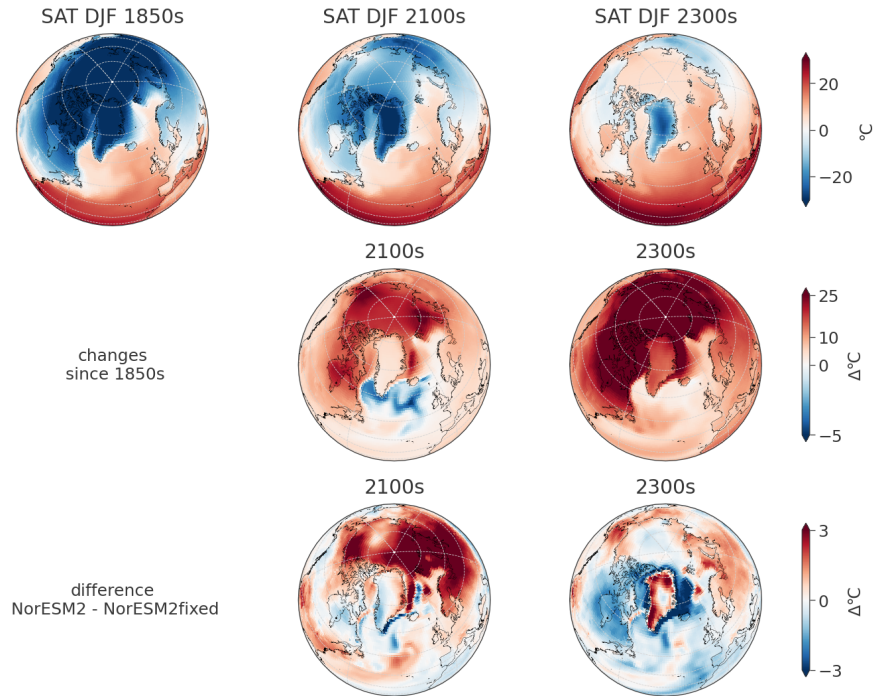 SAT DJF 1850s
SAT DJF 2100s
SAT DJF 2300s
20
0
−20
°C
2100s
2300s
changes
since 1850s
25
10
0
−5
Δ°C
2100s
2300s
difference
NorESM2 - NorESM2fixed
3
0
−3
Δ°C